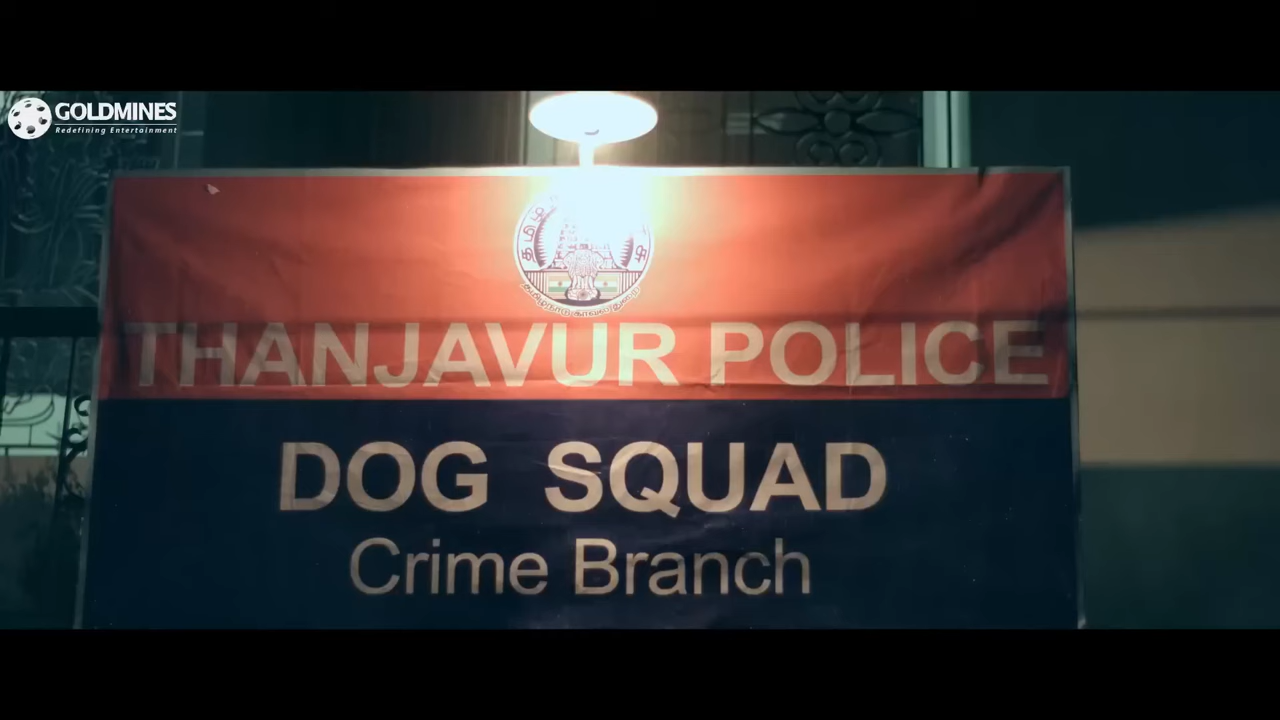 GOLDMINES
Redefining Entertainment
THANJAVUR POLICE
DOG SQUAD
Crime Branch